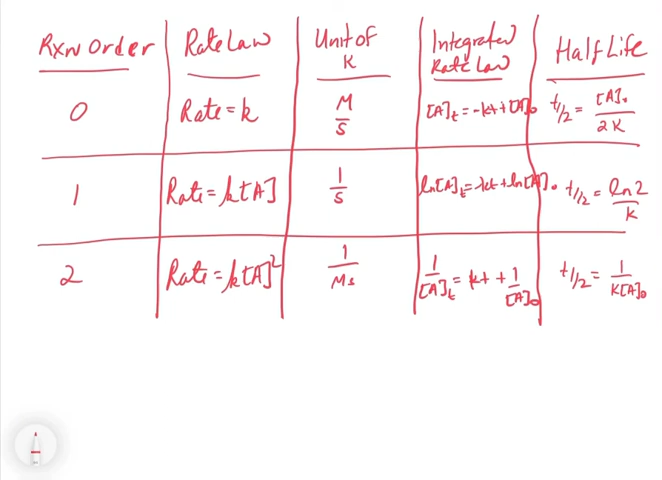 Rxn Order Rate Law Unit of K Integrated Rate Law Half Life
0 Rate = k M/S [A]t = -kt + [A]0 t1/2 = [A]0/2K
1 Rate = k[A] 1/S ln[A]t = -kt + ln[A]0 t1/2 = ln2/k
2 Rate = k[A]² 1/Ms 1/[A]t = kt + 1/[A]0 t1/2 = 1/K[A]0